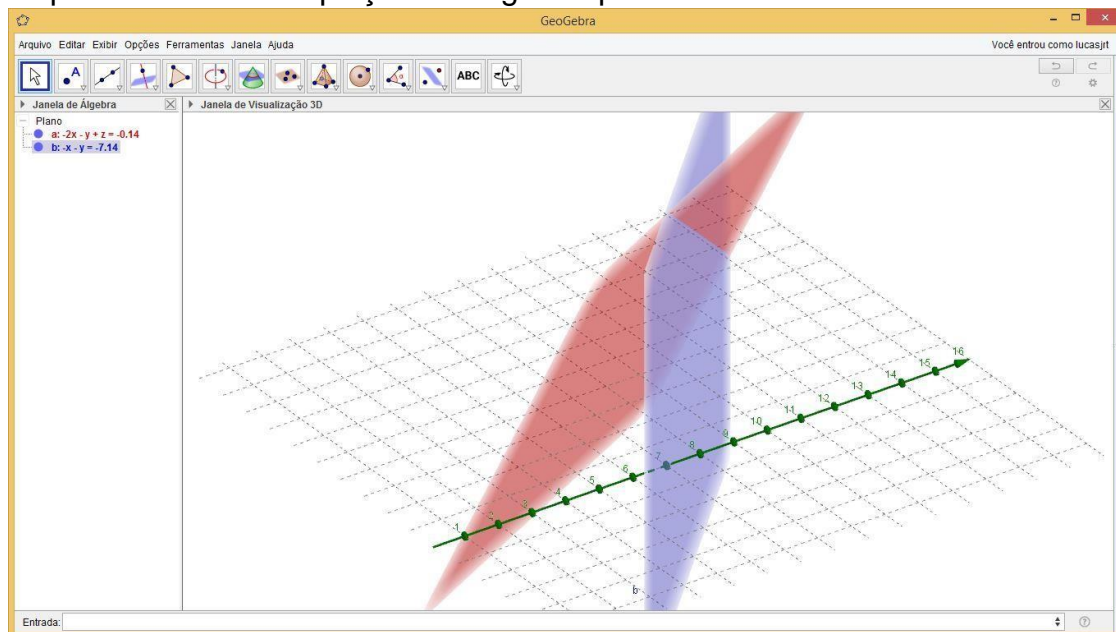 GeoGebra
Arquivo Editar Exibir Opções Ferramentas Janela Ajuda
Você entrou como lucasjrt
ABC
Janela de Álgebra
Janela de Visualização 3D
Plano
a: -2x - y + z = -0.14
b: -x - y = -7.14
1 2 3 4 5 6 7 8 9 10 11 12 13 14 15 16
b
Entrada: